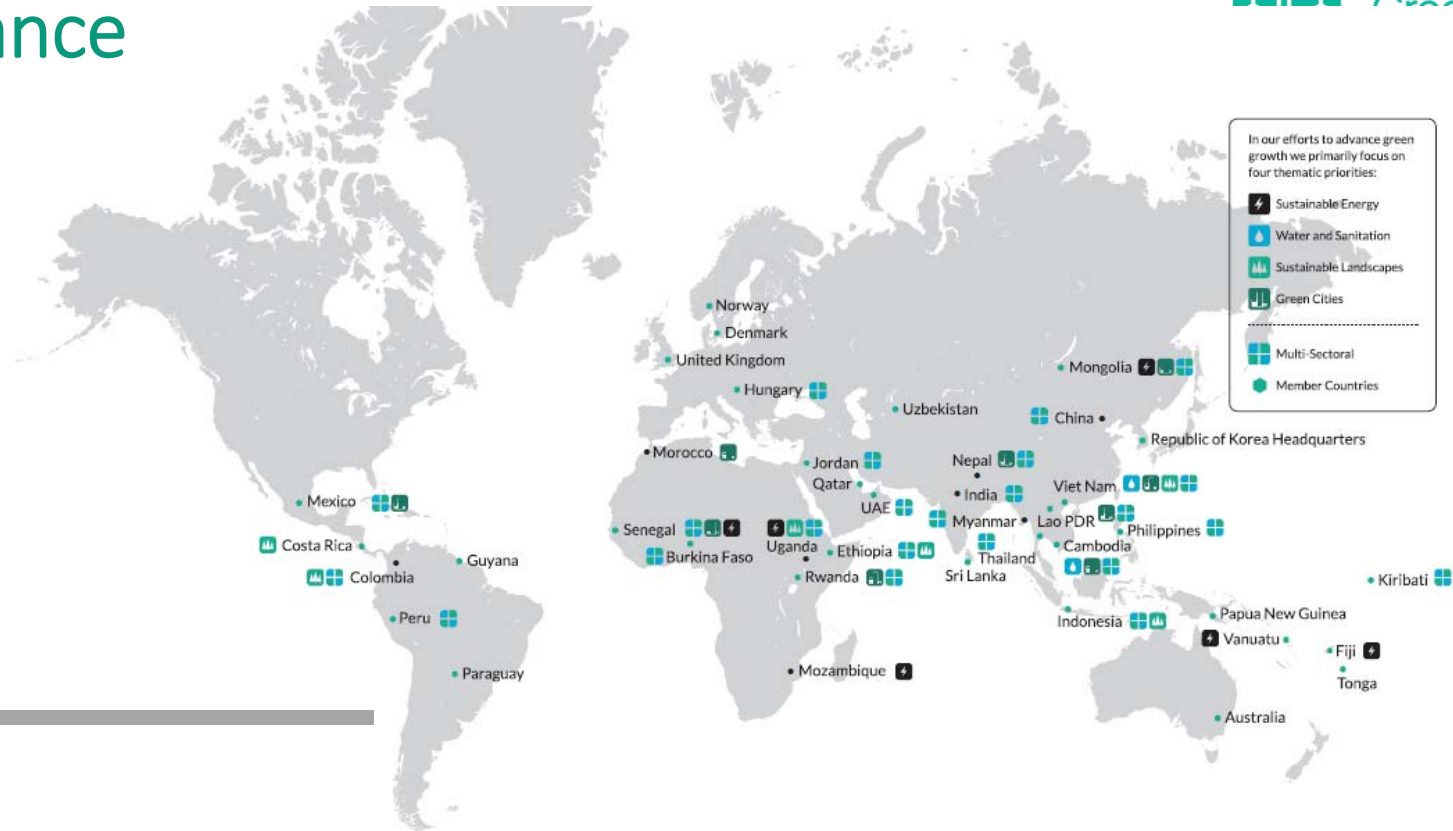 In our efforts to advance green
growth we primarily focus on
four thematic priorities:
Sustainable Energy
Water and Sanitation
Sustainable Landscapes
Green Cities
Multi-Sectoral
Member Countries
Norway
Denmark
United Kingdom
Hungary
Mongolia
Uzbekistan
China
Republic of Korea Headquarters
Morocco
Jordan
Nepal
Qatar
Viet Nam
India
Mexico
UAE
Myanmar
Lao PDR
Philippines
Senegal
Costa Rica
Burkina Faso
Uganda
Ethiopia
Thailand
Cambodia
Guyana
Colombia
Rwanda
Sri Lanka
Kiribati
Peru
Indonesia
Papua New Guinea
Vanuatu
Fiji
Paraguay
Mozambique
Tonga
Australia